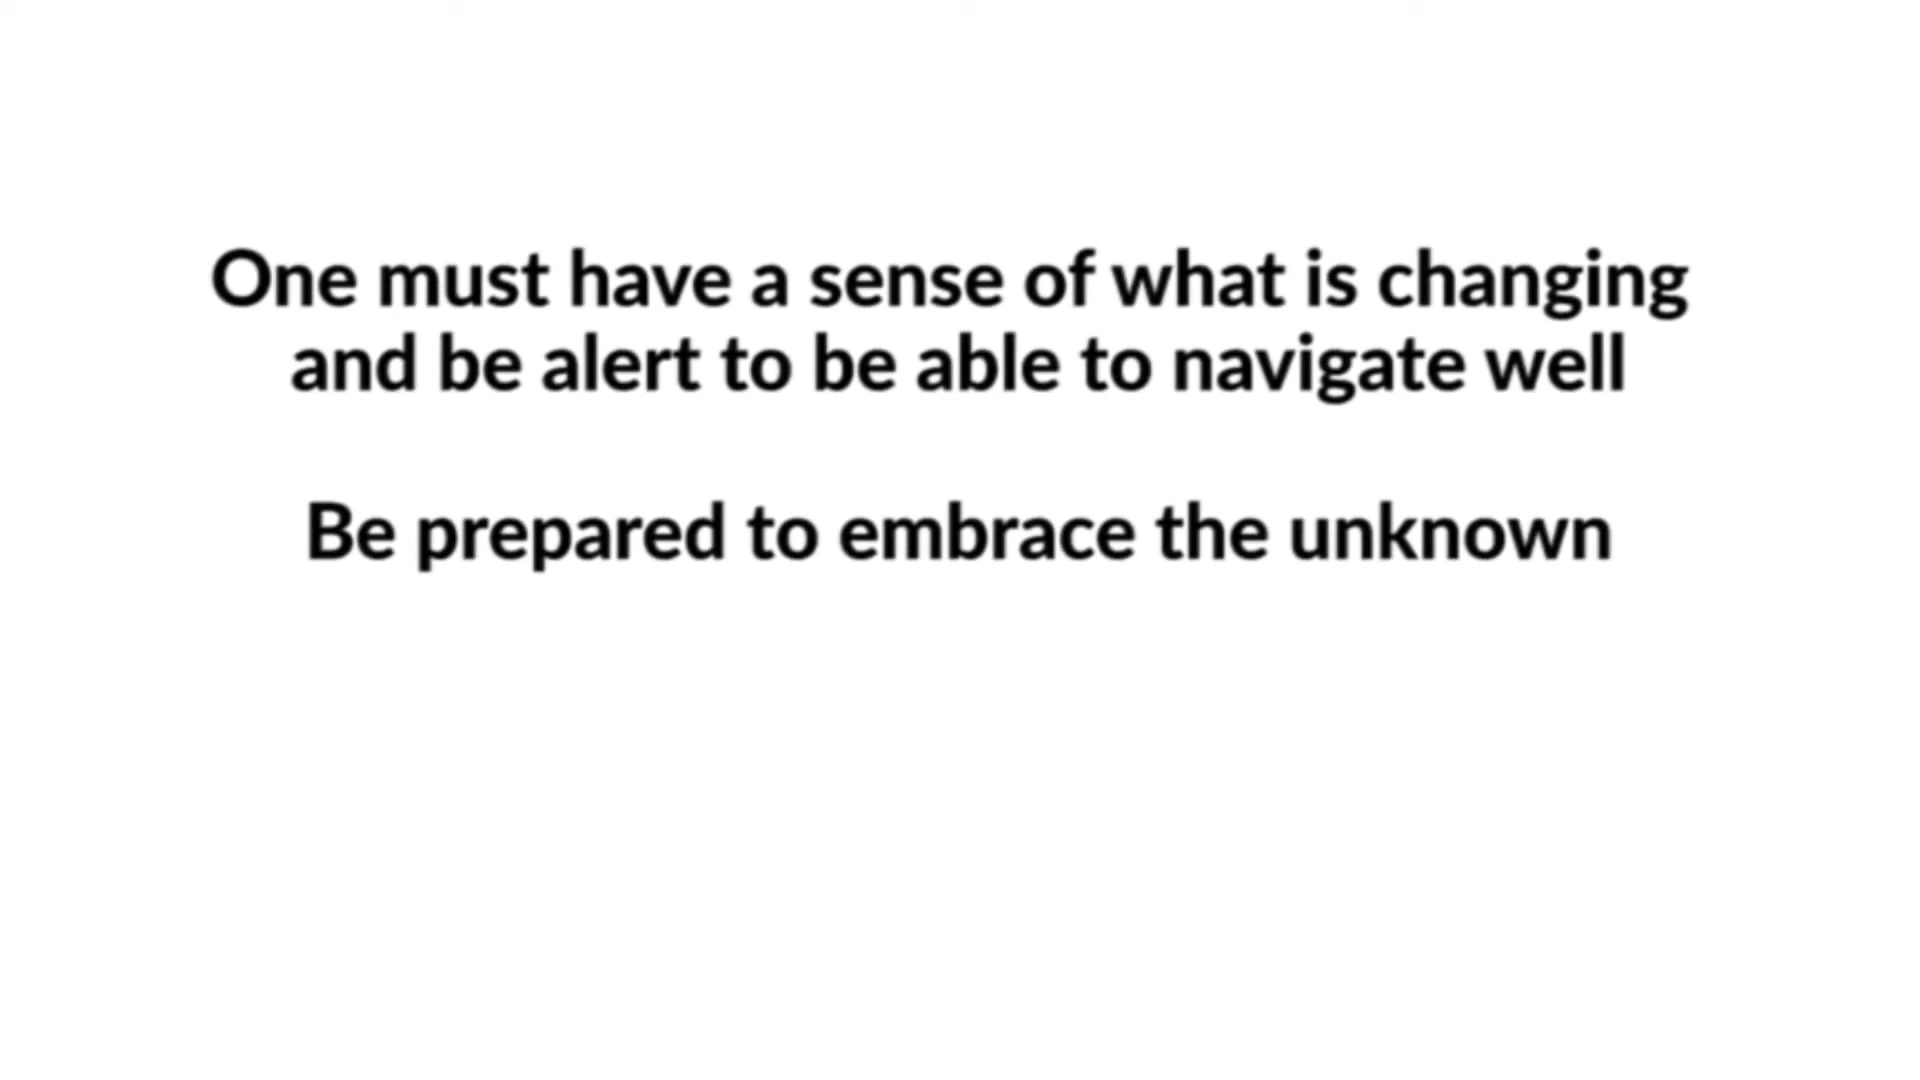 One must have a sense of what is changing
and be alert to be able to navigate well
Be prepared to embrace the unknown